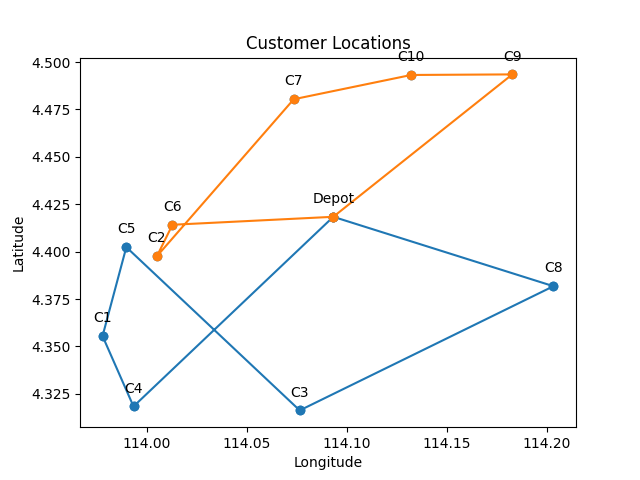 Customer Locations
4.500
4.475
4.450
4.425
4.400
4.375
4.350
4.325
Latitude
C10
C9
C7
Depot
C6
C5
C2
C8
C1
C4
C3
114.00 114.05 114.10 114.15 114.20
Longitude